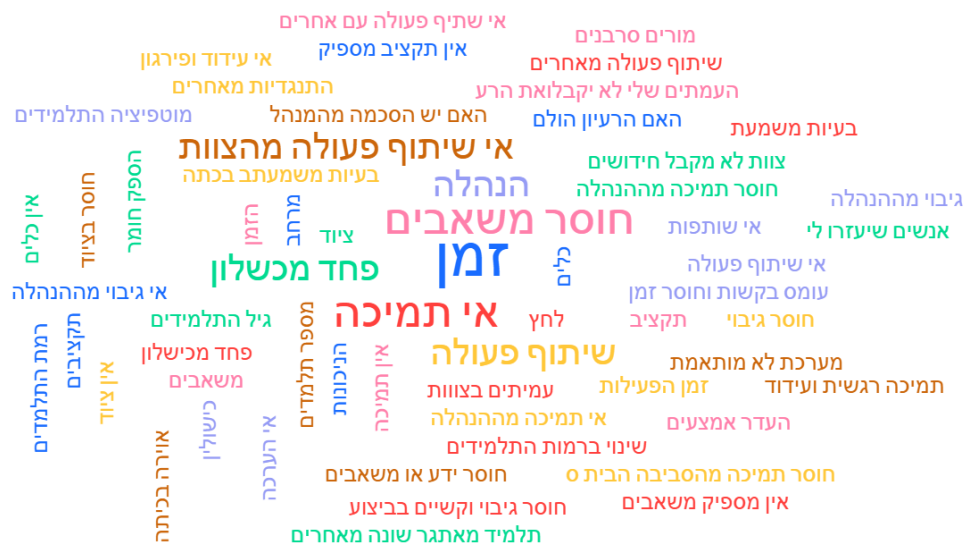 אי שתיף פעולה עם אחרים
מורים סרבנים
אין תקציב מספיק
אי עידוד ופירגון
שיתוף פעולה מאחרים
התנגדיות מאחרים
העמתים שלי לא יקבלואת הרע
מוטפיציה התלמידים
האם יש הסכמה מהמנהל
האם הרעיון הולם
בעיות משמעת
אי שיתוף פעולה מהצוות
צוות לא מקבל חידושים
הספק חומר
בעיות משמעתב בכתה
הנהלה
חוסר תמיכה מההנהלה
גיבוי מההנהלה
חוסר בציוד
אין כלים
הזמן
מרחב
חוסר משאבים
אי שותפות
אנשים שיעזרו לי
ציוד
זמן
כלים
פחד מכשלון
אי שיתוף פעולה
אי גיבוי מההנהלה
עומס בקשות וחוסר זמן
אי תמיכה
לחץ
תקציב
חוסר גיבוי
גיל התלמידים
מספר תלמדים
תקציבים
רמת התלמדים
פחד מכישלון
הניכונות
אין תמיכה
שיתוף פעולה
מערכת לא מותאמת
אין ציוד
משאבים
עמיתים בצוווות
זמן הפעילות
תמיכה רגשית ועידוד
כישולין
אי הערכה
אי תמיכה מההנהלה
העדר אמצעים
אוירה בכיתה
שינוי ברמות התלמידים
חוסר ידע או משאבים
חוסר תמיכה מהסביבה הבית ס
חוסר גיבוי וקשיים בביצוע
אין מספיק משאבים
תלמיד מאתגר שונה מאחרים